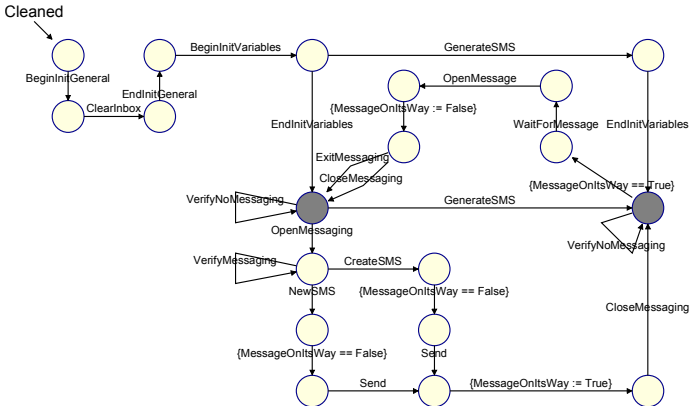 Cleaned
BeginInitVariables
GenerateSMS
BeginInitGeneral
OpenMessage
EndInitGeneral
ClearInbox
{MessageOnItsWay := False}
EndInitVariables
WaitForMessage
EndInitVariables
ExitMessaging
CloseMessaging
{MessageOnItsWay == True}
VerifyNoMessaging
GenerateSMS
OpenMessaging
VerifyNoMessaging
VerifyMessaging
CreateSMS
NewSMS
{MessageOnItsWay == False}
CloseMessaging
{MessageOnItsWay == False}
Send
Send
{MessageOnItsWay := True}